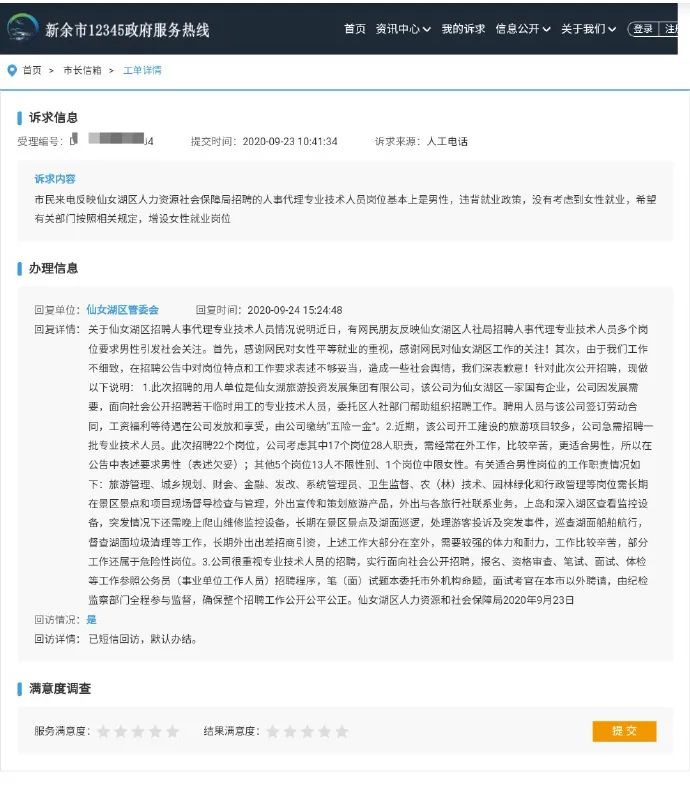 新余市12345政府服务热线
首页 资讯中心 我的诉求 信息公开 关于我们 登录
首页 > 市长信箱 > 工单详情
诉求信息
受理编号： 4 提交时间：2020-09-23 10:41:34 诉求来源：人工电话
诉求内容
市民来电反映仙女湖区人力资源社会保障局招聘的人事代理专业技术人员岗位基本上是男性，违背就业政策，没有考虑到女性就业，希望
有关部门按照相关规定，增设女性就业岗位
办理信息
回复单位：仙女湖区管委会 回复时间：2020-09-24 15:24:48
回复详情：关于仙女湖区招聘人事代理专业技术人员情况说明近日，有网民朋友反映仙女湖区人社局招聘人事代理专业技术人员多个岗
位要求男性引发社会关注。首先，感谢网民对女性平等就业的重视，感谢网民对仙女湖区工作的关注！其次，由于我们工作
不细致，在招聘公告中对岗位特点和工作要求表述不够妥当，造成一些社会舆情，我们深表歉意！针对此次公开招聘，现做
以下说明： 1.此次招聘的用人单位是仙女湖旅游投资发展集团有限公司，该公司为仙女湖区一家国有企业，公司因发展需
要，面向社会公开招聘若干临时用工的专业技术人员，委托区人社部门帮助组织招聘工作。聘用人员与该公司签订劳动合
同，工资福利等待遇在公司发放和享受，由公司缴纳“五险一金”。2.近期，该公司开工建设的旅游项目较多，公司急需招聘一
批专业技术人员。此次招聘22个岗位，公司考虑其中17个岗位28人职责，需经常在外工作，比较辛苦，更适合男性，所以在
公告中表述要求男性（表述欠妥）；其他5个岗位13人不限性别、1个岗位中限女性。有关适合男性岗位的工作职责情况如
下：旅游管理、城乡规划、财会、金融、发改、系统管理员、卫生监督、农（林）技术、园林绿化和行政管理等岗位需长期
在景区景点和项目现场督导检查与管理，外出宣传和策划旅游产品，外出与各旅行社联系业务，上岛和深入湖区查看监控设
备，突发情况下还需晚上爬山维修监控设备，长期在景区景点及湖面巡逻，处理游客投诉及突发事件，巡查湖面船舶航行，
督查湖面垃圾清理等工作，长期外出出差招商引资，上述工作大部分在室外，需要较强的体力和耐力，工作比较辛苦，部分
工作还属于危险性岗位。3.公司很重视专业技术人员的招聘，实行面向社会公开招聘，报名、资格审查、笔试、面试、体检
等工作参照公务员（事业单位工作人员）招聘程序，笔（面）试题本委托市外机构命题，面试考官在本市以外聘请，由纪检
监察部门全程参与监督，确保整个招聘工作公开公平公正。仙女湖区人力资源和社会保障局2020年9月23日
回访情况：是
回访详情：已短信回访，默认办结。
满意度调查
服务满意度： 结果满意度： 提 交